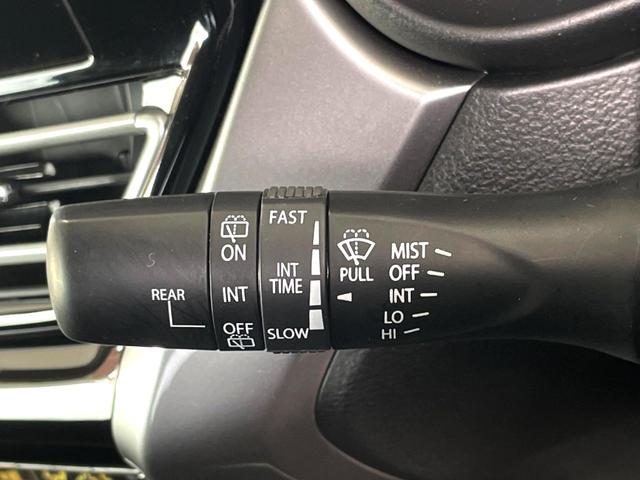 REAR
ON
INT
OFF
FAST
INT
TIME
SLOW
PULL
MIST
OFF
INT
LO
HI